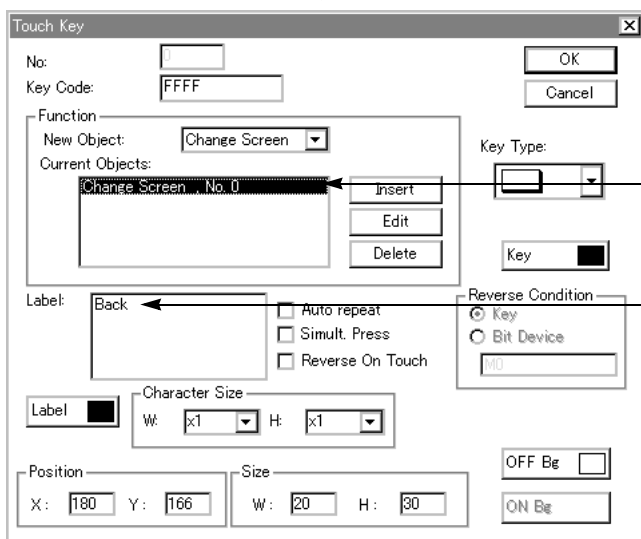 Touch Key
No: 0
OK
Key Code: FFFF
Cancel
Function
New Object: Change Screen
Key Type:
Current Objects:
Change Screen , No. 0
Insert
Edit
Delete
Key
Label: Back
Auto repeat
Simult. Press
Reverse On Touch
Reverse Condition
Key
Bit Device
M0
Label
Character Size
W: x1 H: x1
OFF Bg
Position
X: 180 Y: 166
Size
W: 20 H: 30
ON Bg